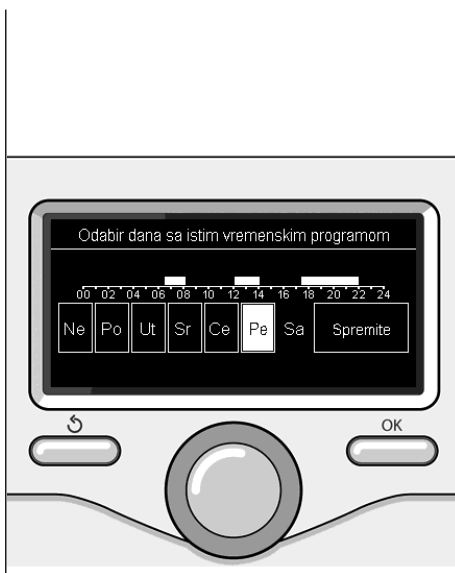 Odabir dana sa istim vremenskim programom
00 02 04 06 08 10 12 14 16 18 20 22 24
Ne Po Ut Sr Ce Pe Sa Spremite
OK